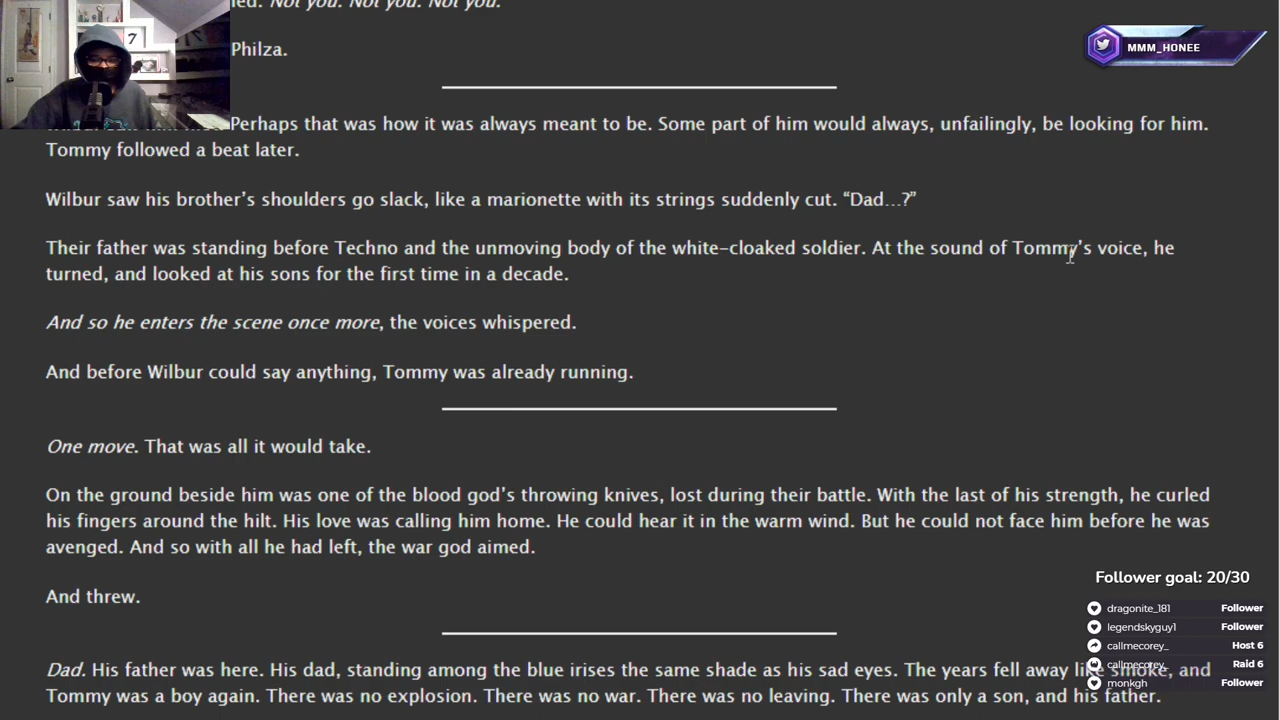 led. Not you. Not you. Not you.
7
Philza.
MMM_HONEE
Perhaps that was how it was always meant to be. Some part of him would always, unfailingly, be looking for him.
Tommy followed a beat later.
Wilbur saw his brother’s shoulders go slack, like a marionette with its strings suddenly cut. “Dad…?”
Their father was standing before Techno and the unmoving body of the white-cloaked soldier. At the sound of Tommy’s voice, he
turned, and looked at his sons for the first time in a decade.
And so he enters the scene once more, the voices whispered.
And before Wilbur could say anything, Tommy was already running.
One move. That was all it would take.
On the ground beside him was one of the blood god’s throwing knives, lost during their battle. With the last of his strength, he curled
his fingers around the hilt. His love was calling him home. He could hear it in the warm wind. But he could not face him before he was
avenged. And so with all he had left, the war god aimed.
And threw.
Dad. His father was here. His dad, standing among the blue irises the same shade as his sad eyes. The years fell away like smoke, and
Tommy was a boy again. There was no explosion. There was no war. There was no leaving. There was only a son, and his father.
Follower goal: 20/30
dragonite_181 Follower
legendskyguy1 Follower
callmecorey_ Host 6
callmecorey_ Raid 6
monkgh Follower